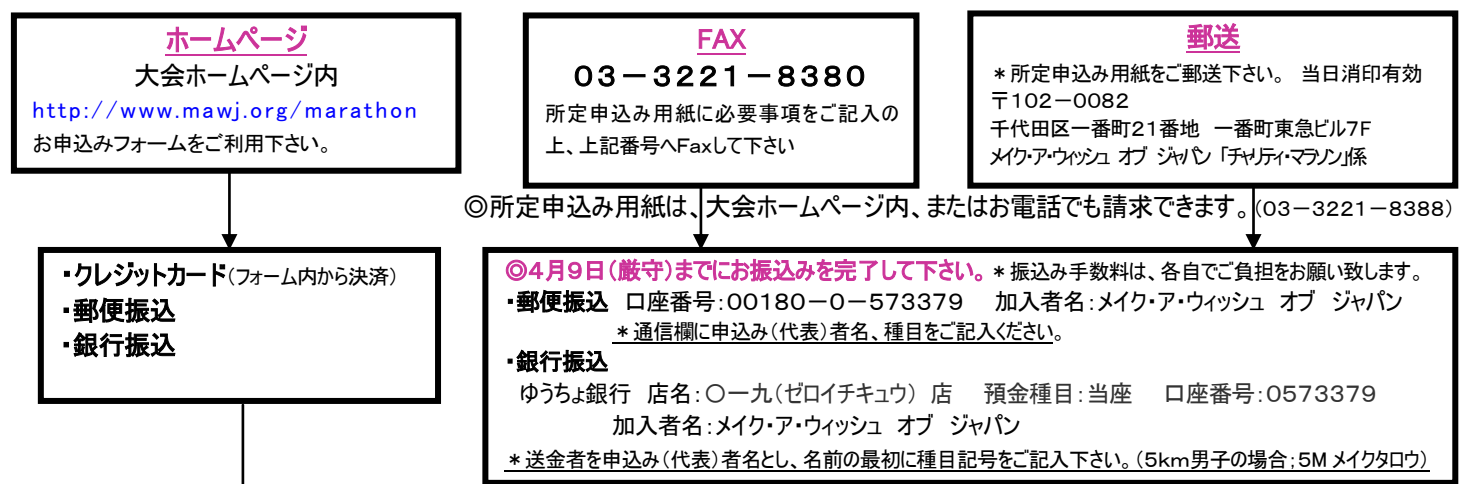 ホームページ
大会ホームページ内
http://www.mawj.org/marathon
お申込みフォームをご利用下さい。
FAX
03-3221-8380
所定申込み用紙に必要事項をご記入の
上、上記番号へFaxして下さい
郵送
*所定申込み用紙をご郵送下さい。 当日消印有効
〒102-0082
千代田区一番町21番地 一番町東急ビル7F
メイク・ア・ウィッシュ オブ ジャパン 「チャリティ・マラソン」係
◎所定申込み用紙は、大会ホームページ内、またはお電話でも請求できます。(03-3221-8388)
・クレジットカード(フォーム内から決済)
・郵便振込
・銀行振込
◎4月9日(厳守)までにお振込みを完了して下さい。 *振込み手数料は、各自でご負担をお願い致します。
・郵便振込 口座番号:00180-0-573379 加入者名:メイク・ア・ウィッシュ オブ ジャパン
*通信欄に申込み(代表)者名、種目をご記入ください。
・銀行振込
ゆうちょ銀行 店名:〇一九(ゼロイチキュウ) 店 預金種目:当座 口座番号:0573379
加入者名:メイク・ア・ウィッシュ オブ ジャパン
*送金者を申込み(代表)者名とし、名前の最初に種目記号をご記入下さい。(5km男子の場合;5M メイクタロウ)